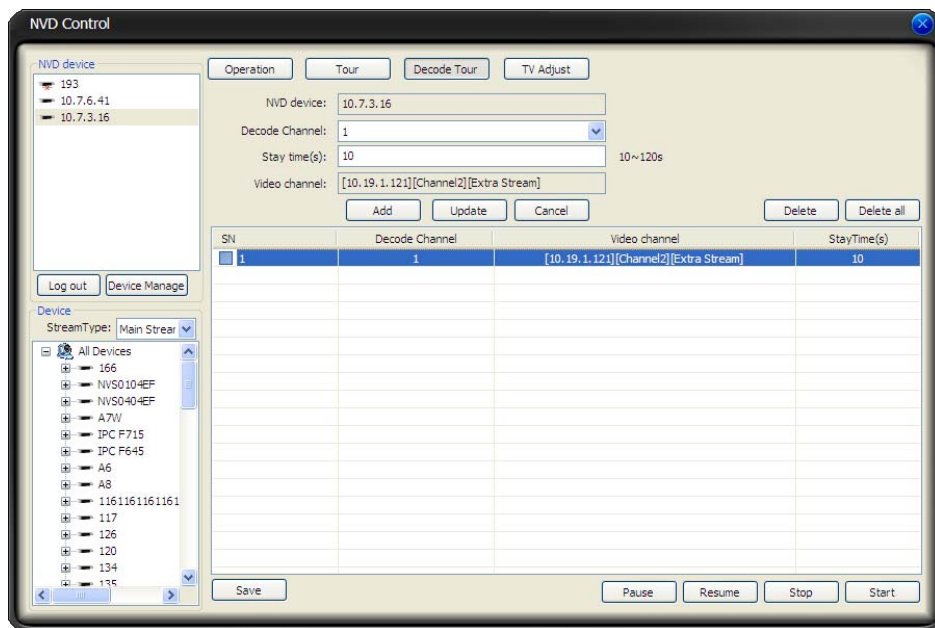 NVD Control
NVD device
193
10.7.6.41
10.7.3.16
Log out Device Manage
Device
StreamType: Main Strear
All Devices
166
NVS0104EF
NVS0404EF
A7W
IPC F715
IPC F645
A6
A8
1161161161161
117
126
120
134
135
Operation Tour Decode Tour TV Adjust
NVD device: 10.7.3.16
Decode Channel: 1
Stay time(s): 10 10~120s
Video channel: [10.19.1.121][Channel2][Extra Stream]
Add Update Cancel Delete Delete all
SN Decode Channel Video channel StayTime(s)
1 1 [10.19.1.121][Channel2][Extra Stream] 10
Save Pause Resume Stop Start